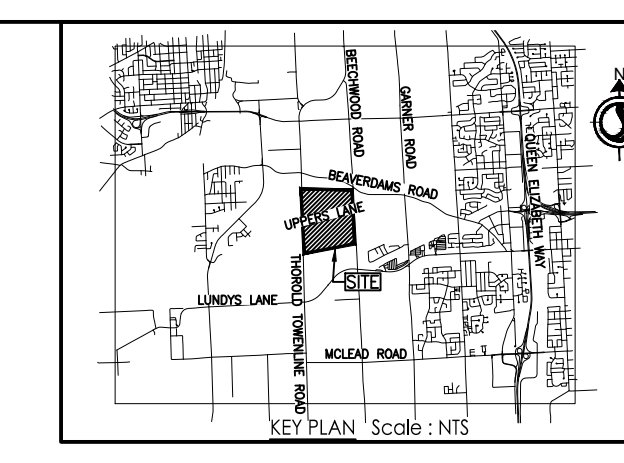 N
BEECHWOOD ROAD
GARNER ROAD
QUEEN ELIZABETH WAY
BEAVERDAMS ROAD
UPPERS LANE
SITE
THOROLD TOWENLINE ROAD
LUNDYS LANE
MCLEAD ROAD
KEY PLAN Scale : NTS